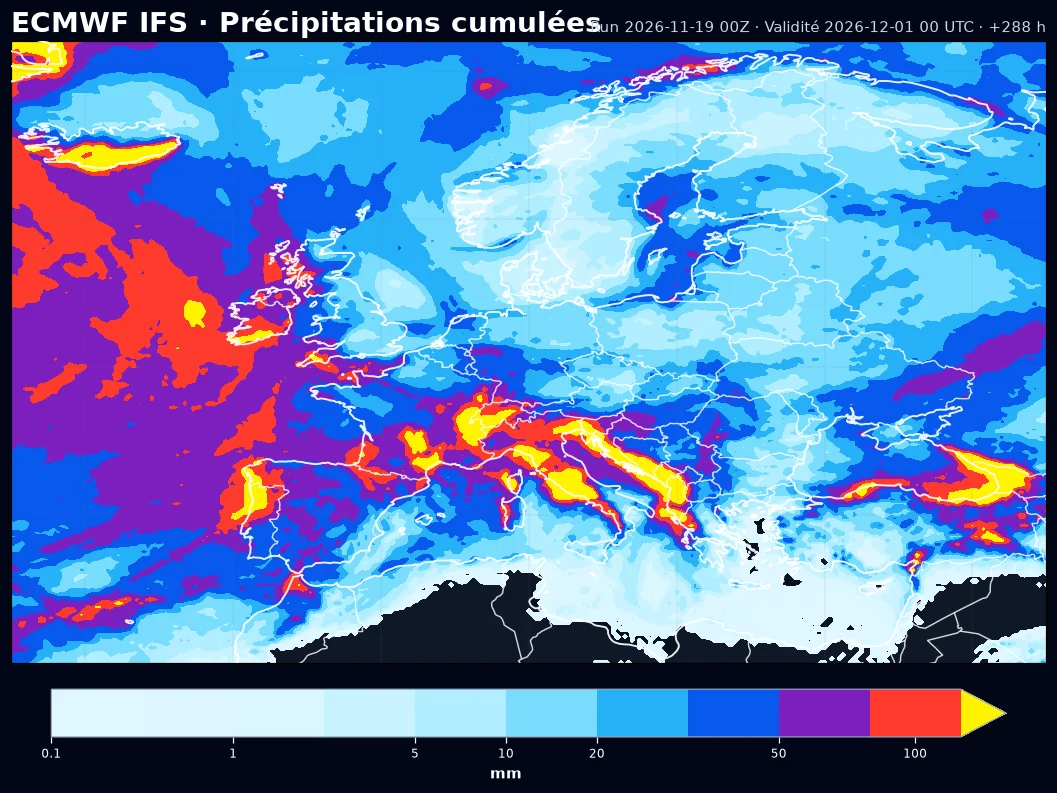 ECMWF IFS · Précipitations cumulées
Run 2026-11-19 00Z · Validité 2026-12-01 00 UTC · +288 h
0.1 1 5 10 20 50 100
mm